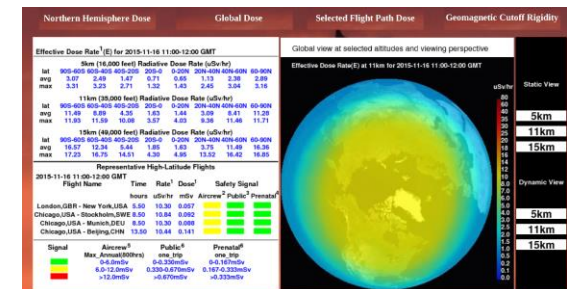 Northern Hemisphere Dose Global Dose Selected Flight Path Dose Geomagnetic Cutoff Rigidity
Effective Dose Rate1(E) for 2015-11-16 11:00-12:00 GMT
5km (16,000 feet) Radiative Dose Rate (uSv/hr)
lat 90S-60S 60S-40S 40S-20S 20S-0 0-20N 20N-40N 40N-60N 60-90N
avg 3.07 2.49 1.47 0.71 0.65 1.13 2.38 2.89
max 3.31 3.23 2.71 1.32 1.43 2.45 3.04 3.16
11km (35,000 feet) Radiative Dose Rate (uSv/hr)
lat 90S-60S 60S-40S 40S-20S 20S-0 0-20N 20N-40N 40N-60N 60-90N
avg 11.49 8.89 4.35 1.63 1.44 3.09 8.41 11.28
max 11.93 11.59 10.08 3.57 4.03 9.36 11.46 11.71
15km (49,000 feet) Radiative Dose Rate (uSv/hr)
lat 90S-60S 60S-40S 40S-20S 20S-0 0-20N 20N-40N 40N-60N 60-90N
avg 16.57 12.34 5.44 1.85 1.63 3.75 11.49 16.36
max 17.23 16.75 14.51 4.30 4.95 13.52 16.42 16.85
Representative High-Latitude Flights
2015-11-16 11:00-12:00 GMT
Flight Name Time Rate1 Dose1 Safety Signal
hours uSv/hr mSv Aircrew2 Public3 Prenatal4
London,GBR - New York,USA 5.50 10.30 0.057
Chicago,USA - Stockholm,SWE 8.50 10.84 0.092
Chicago,USA - Munich,DEU 8.50 10.30 0.088
Chicago,USA - Beijing,CHN 13.50 10.44 0.141
Signal Aircrew5 Public6 Prenatal6
Max_Annual(800hrs) one_trip one_trip
0-6.0mSv 0-0.330mSv 0-0.167mSv
6.0-12.0mSv 0.330-0.670mSv 0.167-0.333mSv
>12.0mSv >0.670mSv >0.333mSv
Global view at selected altitudes and viewing perspective
Effective Dose Rate(E) at 11km for 2015-11-16 11:00-12:00 GMT
uSv/hr
Static View
5km
11km
15km
Dynamic View
5km
11km
15km